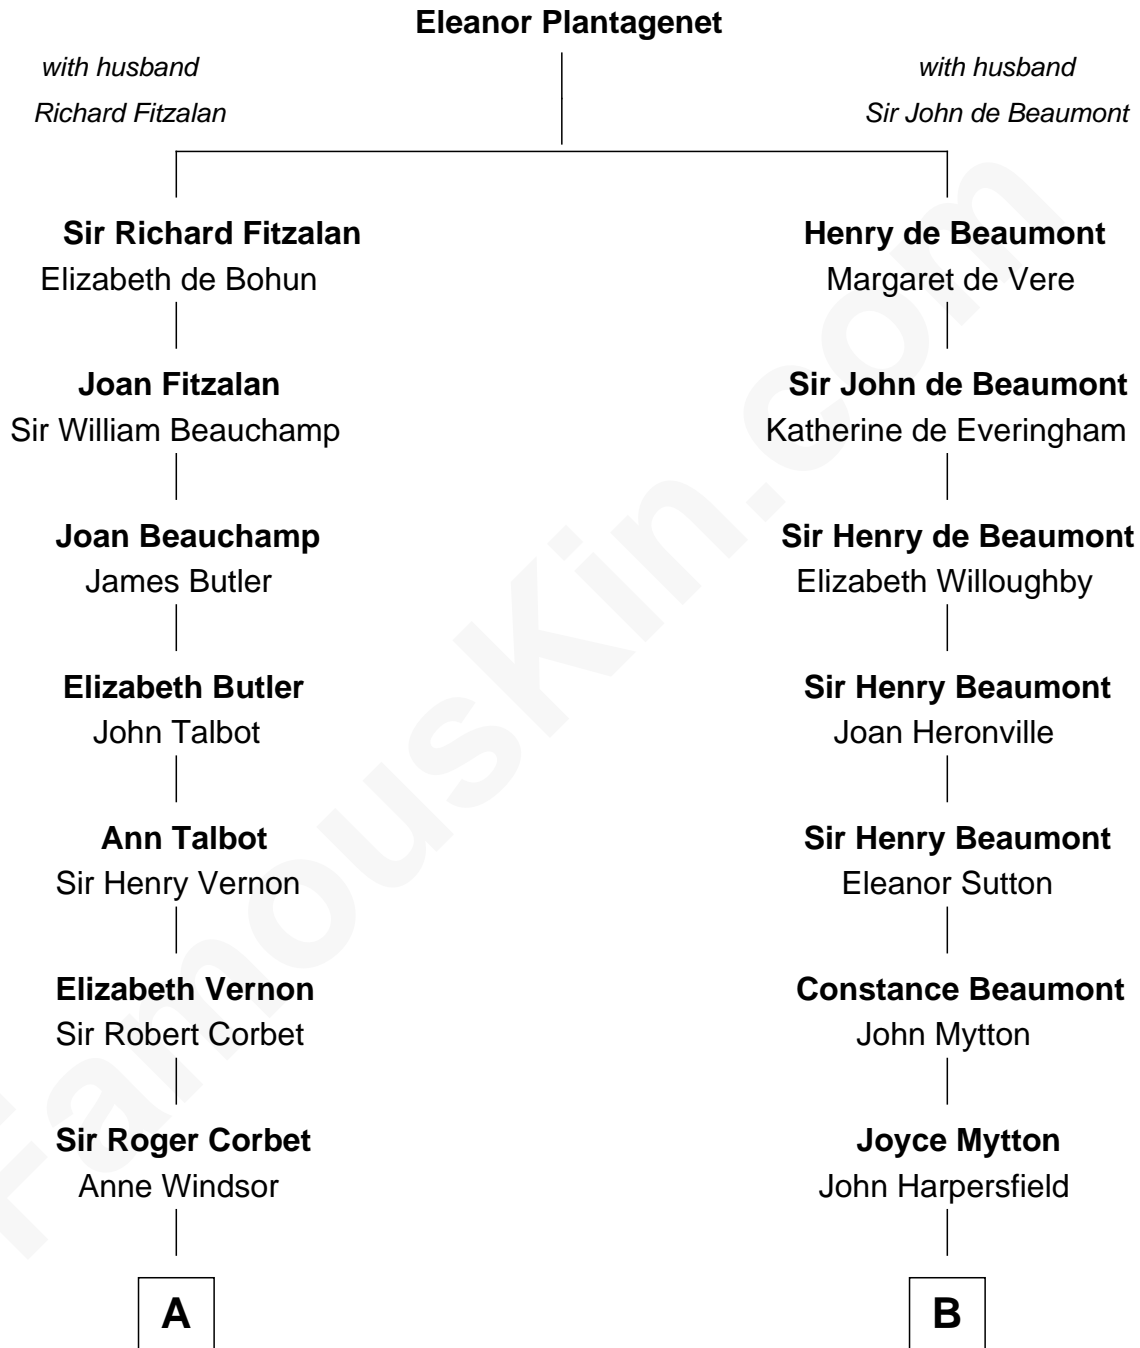 Eleanor Plantagenet
with husband
Richard Fitzalan
with husband
Sir John de Beaumont
Sir Richard Fitzalan
Elizabeth de Bohun
Henry de Beaumont
Margaret de Vere
Joan Fitzalan
Sir William Beauchamp
Sir John de Beaumont
Katherine de Everingham
Joan Beauchamp
James Butler
Sir Henry de Beaumont
Elizabeth Willoughby
Elizabeth Butler
John Talbot
Sir Henry Beaumont
Joan Heronville
Ann Talbot
Sir Henry Vernon
Sir Henry Beaumont
Eleanor Sutton
Elizabeth Vernon
Sir Robert Corbet
Constance Beaumont
John Mytton
Sir Roger Corbet
Anne Windsor
Joyce Mytton
John Harpersfield
A
B
FamousKin.com